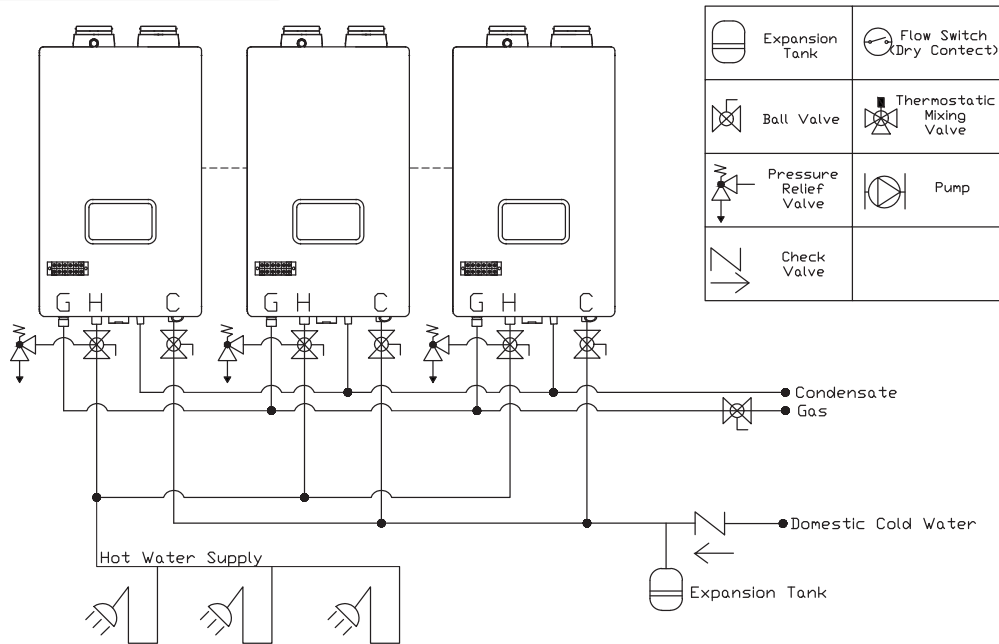 Expansion
Tank
Flow Switch
(Dry Contect)
Ball Valve
Thermostatic
Mixing
Valve
Pressure
Relief
Valve
Pump
Check
Valve
G H C
G H C
G H C
Condensate
Gas
Domestic Cold Water
Hot Water Supply
Expansion Tank